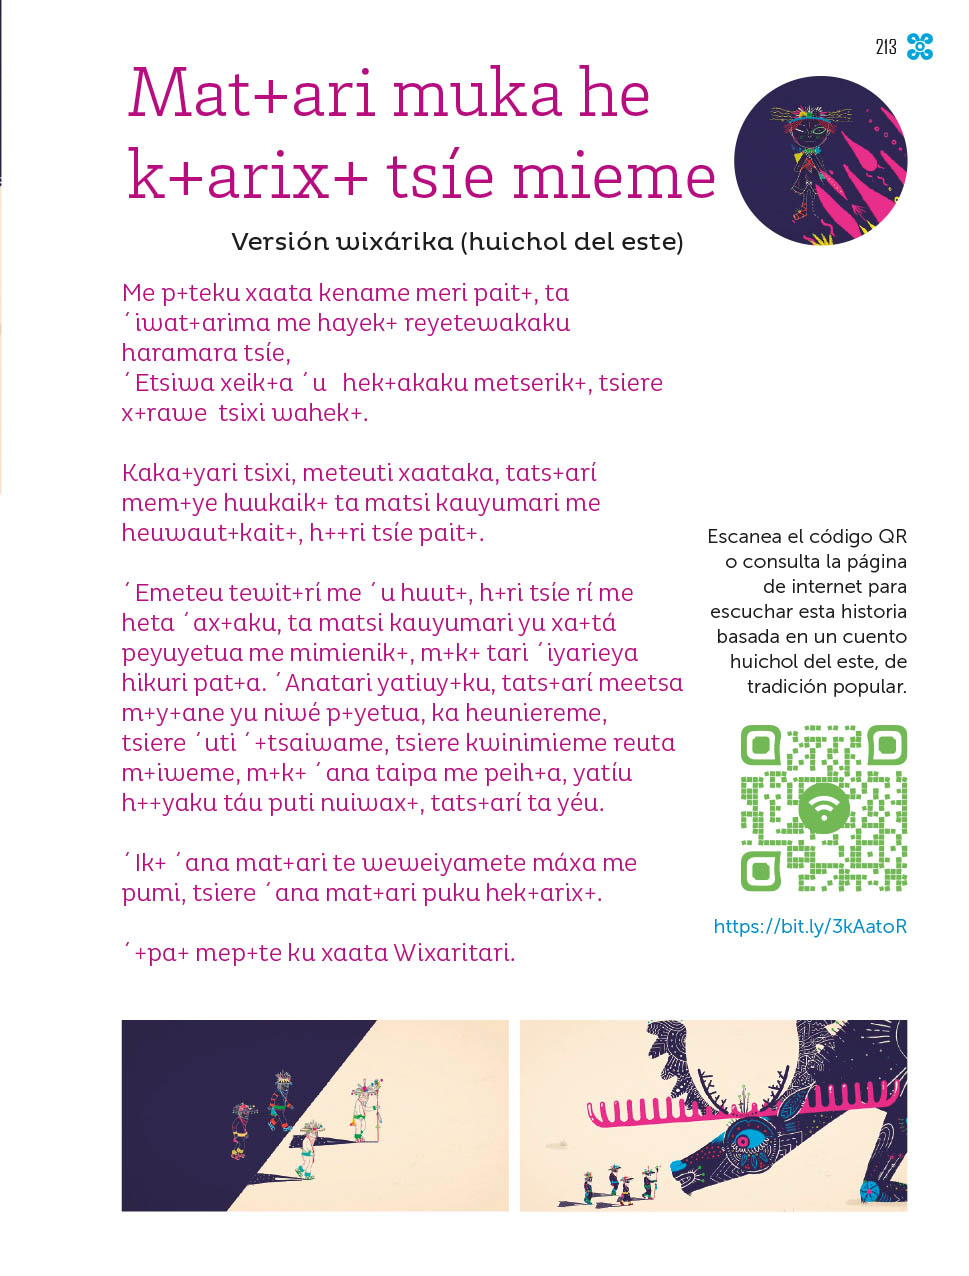 213
Mat+ari muka he
k+arix+ tsíe mieme
Versión wixárika (huichol del este)
Me p+teku xaata kename meri pait+, ta
´iwat+arima me hayek+ reyetewakaku
haramara tsíe,
´Etsiwa xeik+a ´u hek+akaku metserik+, tsiere
x+rawe tsixi wahek+.
Kaka+yari tsixi, meteuti xaataka, tats+arí
mem+ye huukaik+ ta matsi kauyumari me
heuwaut+kait+, h++ri tsíe pait+.
´Emeteu tewit+rí me ´u huut+, h+ri tsíe rí me
heta ´ax+aku, ta matsi kauyumari yu xa+tá
peyuyetua me mimienik+, m+k+ tari ´iyarieya
hikuri pat+a. ´Anatari yatiuy+ku, tats+arí meetsa
m+y+ane yu niwé p+yetua, ka heuniereme,
tsiere ´uti ´+tsaiwame, tsiere kwinimieme reuta
m+iweme, m+k+ ´ana taipa me peih+a, yatíu
h++yaku táu puti nuiwax+, tats+arí ta yéu.
´Ik+ ´ana mat+ari te weweiyamete máxa me
pumi, tsiere ´ana mat+ari puku hek+arix+.
´+pa+ mep+te ku xaata Wixaritari.
Escanea el código QR
o consulta la página
de internet para
escuchar esta historia
basada en un cuento
huichol del este, de
tradición popular.
https://bit.ly/3kAatoR